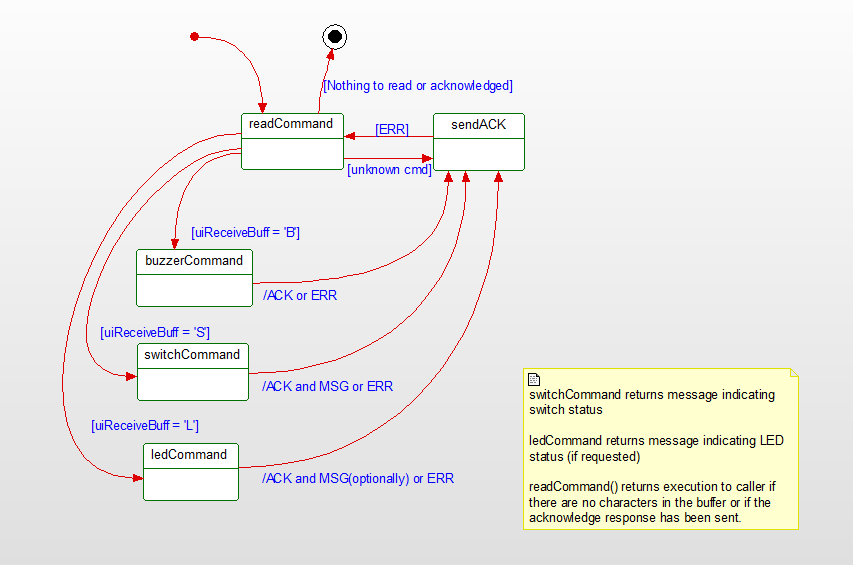 [Nothing to read or acknowledged]
readCommand
sendACK
[ERR]
[unknown cmd]
[uiReceiveBuff = 'B']
buzzerCommand
/ACK or ERR
[uiReceiveBuff = 'S']
switchCommand
/ACK and MSG or ERR
[uiReceiveBuff = 'L']
ledCommand
/ACK and MSG(optionally) or ERR
switchCommand returns message indicating
switch status
ledCommand returns message indicating LED
status (if requested)
readCommand() returns execution to caller if
there are no characters in the buffer or if the
acknowledge response has been sent.